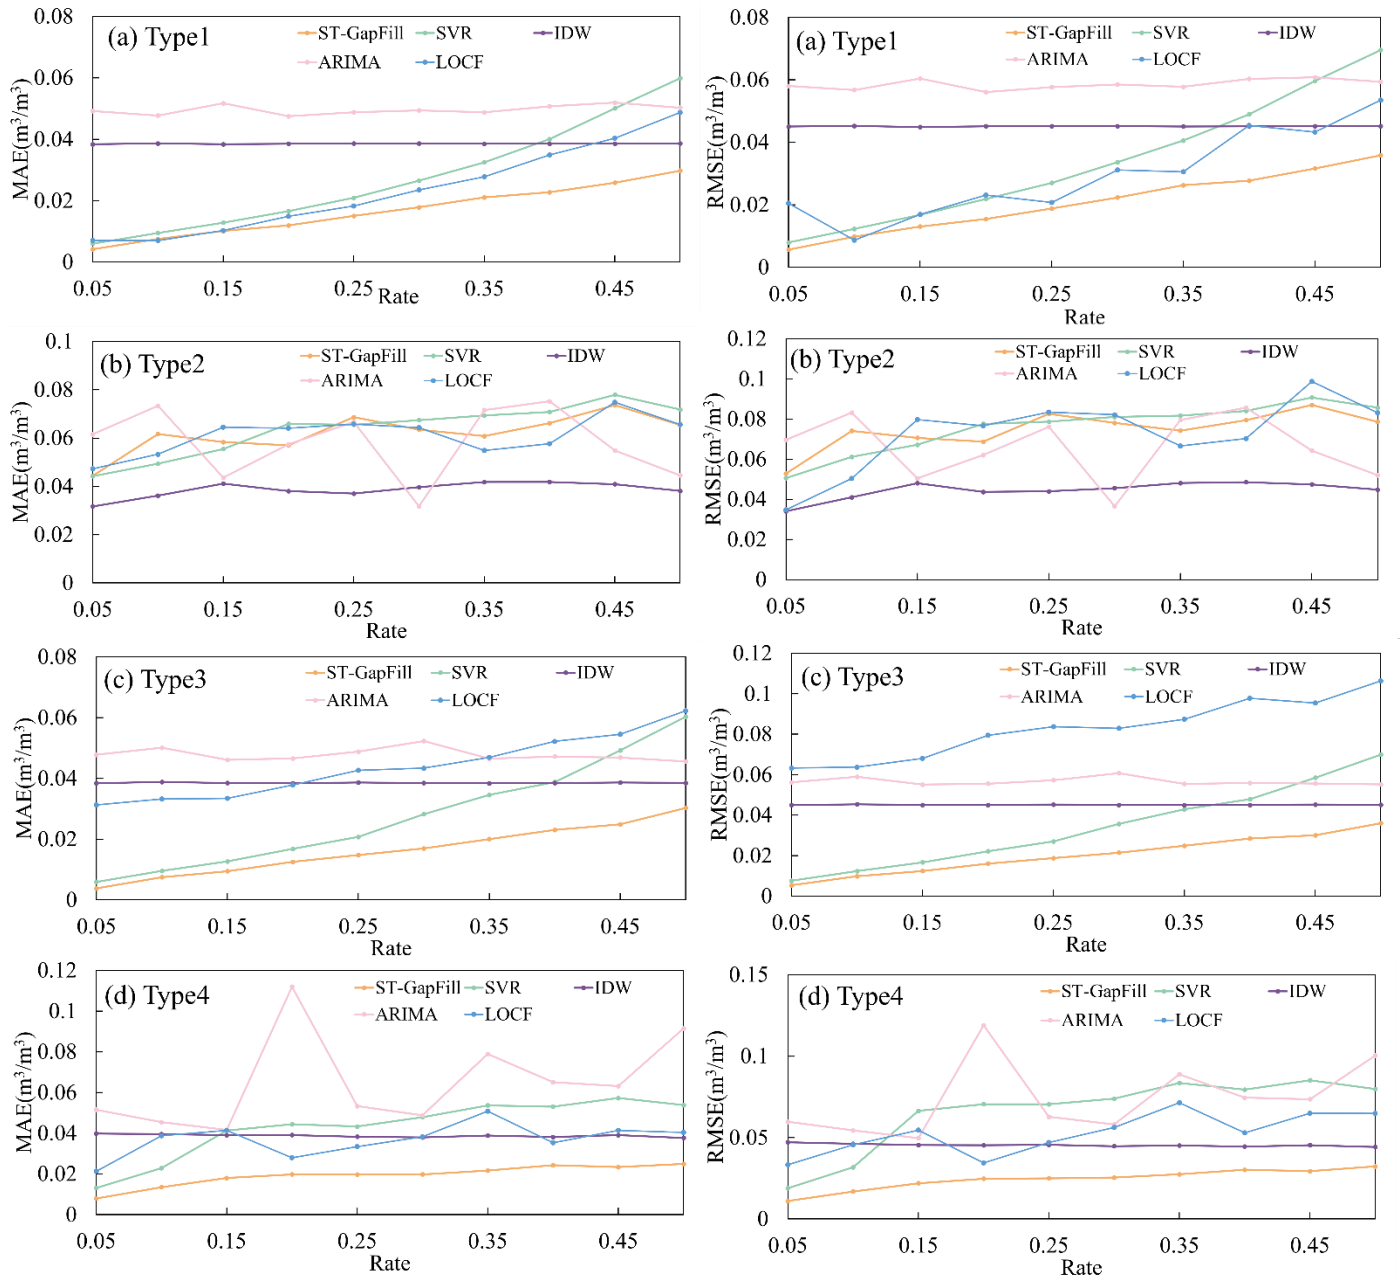 (a) Type1
ST-GapFill SVR IDW
ARIMA LOCF
MAE(m³/m³)
0.08
0.06
0.04
0.02
0
0.05 0.15 0.25 0.35 0.45
Rate
(a) Type1
ST-GapFill SVR IDW
ARIMA LOCF
RMSE(m³/m³)
0.08
0.06
0.04
0.02
0
0.05 0.15 0.25 0.35 0.45
Rate
(b) Type2
ST-GapFill SVR IDW
ARIMA LOCF
MAE(m³/m³)
0.1
0.08
0.06
0.04
0.02
0
0.05 0.15 0.25 0.35 0.45
Rate
(b) Type2
ST-GapFill SVR IDW
ARIMA LOCF
RMSE(m³/m³)
0.12
0.1
0.08
0.06
0.04
0.02
0
0.05 0.15 0.25 0.35 0.45
Rate
(c) Type3
ST-GapFill SVR IDW
ARIMA LOCF
MAE(m³/m³)
0.08
0.06
0.04
0.02
0
0.05 0.15 0.25 0.35 0.45
Rate
(c) Type3
ST-GapFill SVR IDW
ARIMA LOCF
RMSE(m³/m³)
0.12
0.1
0.08
0.06
0.04
0.02
0
0.05 0.15 0.25 0.35 0.45
Rate
(d) Type4
ST-GapFill SVR IDW
ARIMA LOCF
MAE(m³/m³)
0.12
0.1
0.08
0.06
0.04
0.02
0
0.05 0.15 0.25 0.35 0.45
Rate
(d) Type4
ST-GapFill SVR IDW
ARIMA LOCF
RMSE(m³/m³)
0.15
0.1
0.05
0
0.05 0.15 0.25 0.35 0.45
Rate